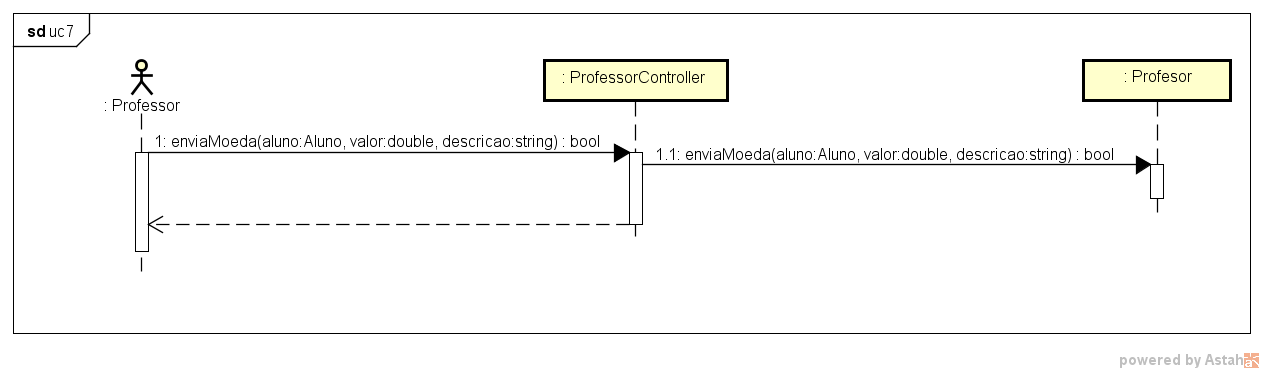 sd uc7
: Professor
: ProfessorController
: Profesor
1: enviaMoeda(aluno:Aluno, valor:double, descricao:string) : bool
1.1: enviaMoeda(aluno:Aluno, valor:double, descricao:string) : bool
powered by Astah